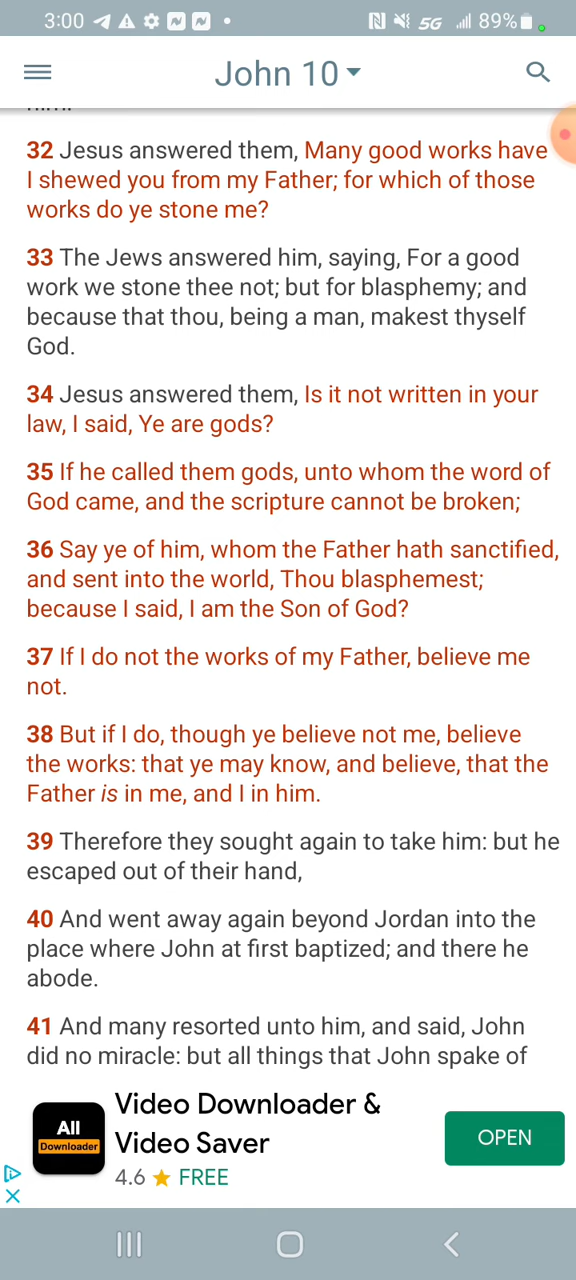 3:00
5G
89%
John 10
32 Jesus answered them, Many good works have
I shewed you from my Father; for which of those
works do ye stone me?
33 The Jews answered him, saying, For a good
work we stone thee not; but for blasphemy; and
because that thou, being a man, makest thyself
God.
34 Jesus answered them, Is it not written in your
law, I said, Ye are gods?
35 If he called them gods, unto whom the word of
God came, and the scripture cannot be broken;
36 Say ye of him, whom the Father hath sanctified,
and sent into the world, Thou blasphemest;
because I said, I am the Son of God?
37 If I do not the works of my Father, believe me
not.
38 But if I do, though ye believe not me, believe
the works: that ye may know, and believe, that the
Father is in me, and I in him.
39 Therefore they sought again to take him: but he
escaped out of their hand,
40 And went away again beyond Jordan into the
place where John at first baptized; and there he
abode.
41 And many resorted unto him, and said, John
did no miracle: but all things that John spake of
All
Downloader
Video Downloader &
Video Saver
4.6 ★ FREE
OPEN